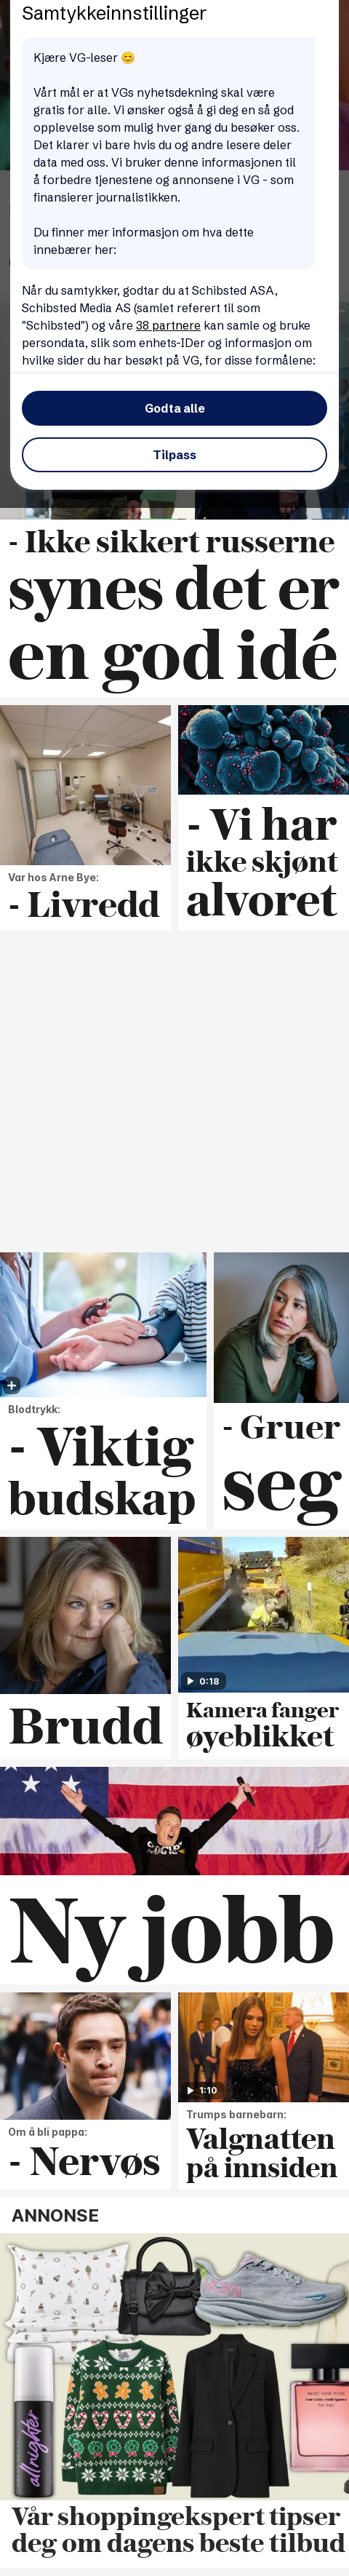 Samtykkeinnstillinger
Kjære VG-leser 😊
Vårt mål er at VGs nyhetsdekning skal være
gratis for alle. Vi ønsker også å gi deg en så god
opplevelse som mulig hver gang du besøker oss.
Det klarer vi bare hvis du og andre lesere deler
data med oss. Vi bruker denne informasjonen til
å forbedre tjenestene og annonsene i VG - som
finansierer journalistikken.
Du finner mer informasjon om hva dette
innebærer her:
Når du samtykker, godtar du at Schibsted ASA,
Schibsted Media AS (samlet referert til som
"Schibsted") og våre 38 partnere kan samle og bruke
persondata, slik som enhets-IDer og informasjon om
hvilke sider du har besøkt på VG, for disse formålene:
Godta alle
Tilpass
- Ikke sikkert russerne
synes det er
en god idé
Var hos Arne Bye:
- Livredd
- Vi har
ikke skjønt
alvoret
Blodtrykk:
- Viktig
budskap
- Gruer
seg
Brudd
0:18
Kamera fanger
øyeblikket
Ny jobb
Om å bli pappa:
- Nervøs
1:10
Trumps barnebarn:
Valgnatten
på innsiden
ANNONSE
allnighter
narciso rodriguez
for her
Vår shoppingekspert tipser
deg om dagens beste tilbud